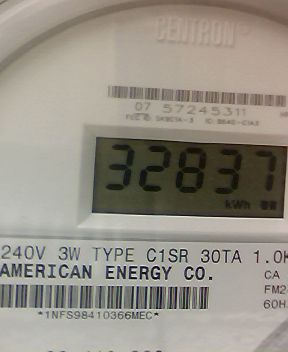 CENTRON
07 57245311
32837
kWh
240V 3W TYPE C1SR 30TA 1.0K
AMERICAN ENERGY CO.
CA
FM2
60H
*1NFS98410366MEC*